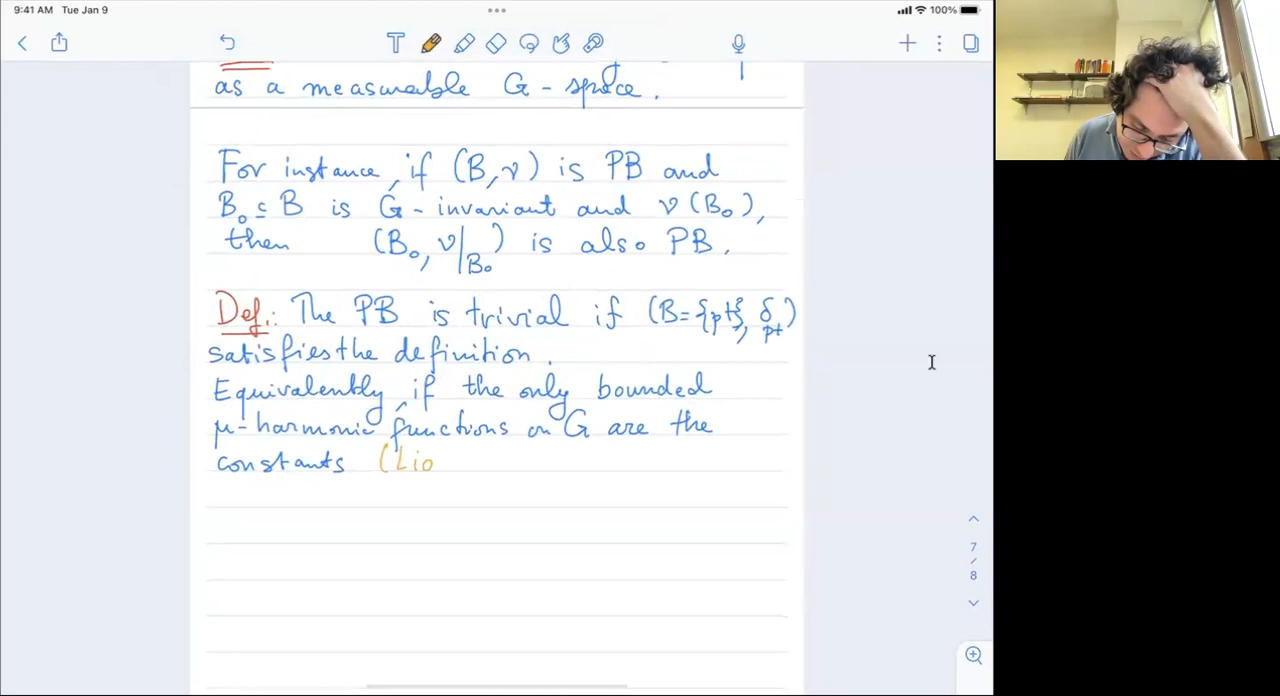 9:41 AM Tue Jan 9
100%
as a measurable G - space.
For instance, if (B, ν) is PB and
B₀ ⊆ B is G - invariant and ν(B₀),
then (B₀, ν|B₀) is also PB.
Def.: The PB is trivial if (B={pt}, δpt)
satisfies the definition.
Equivalently, if the only bounded
μ-harmonic functions on G are the
constants (Lio
7
/
8